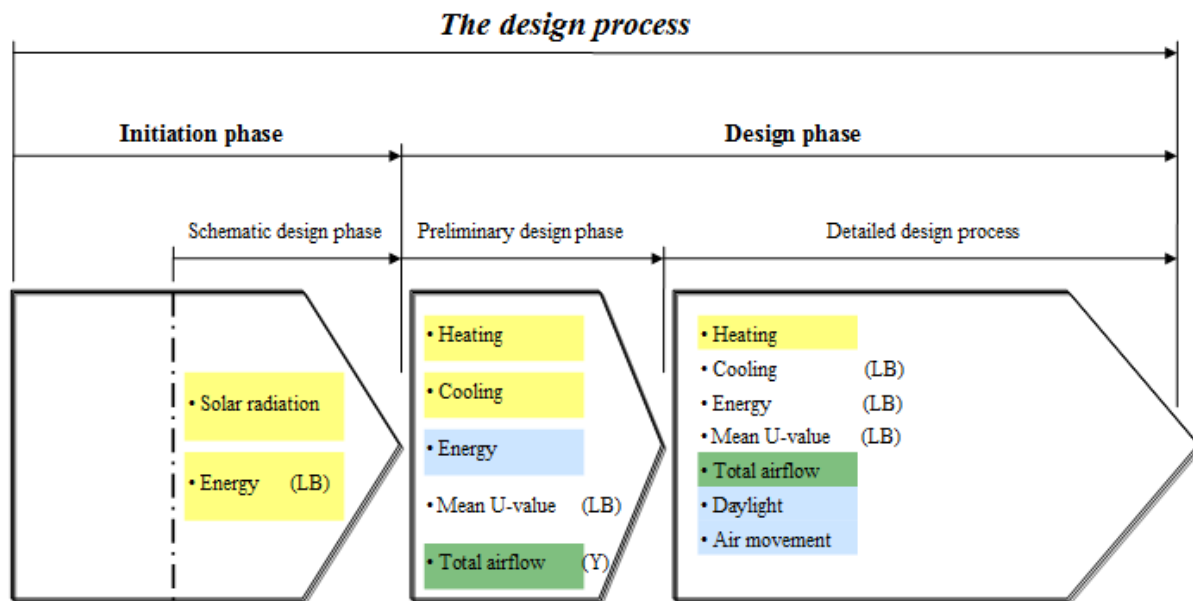 The design process
Initiation phase
Design phase
Schematic design phase
Preliminary design phase
Detailed design process
• Solar radiation
• Energy (LB)
• Heating
• Cooling
• Energy
• Mean U-value (LB)
• Total airflow (Y)
• Heating
• Cooling (LB)
• Energy (LB)
• Mean U-value (LB)
• Total airflow
• Daylight
• Air movement